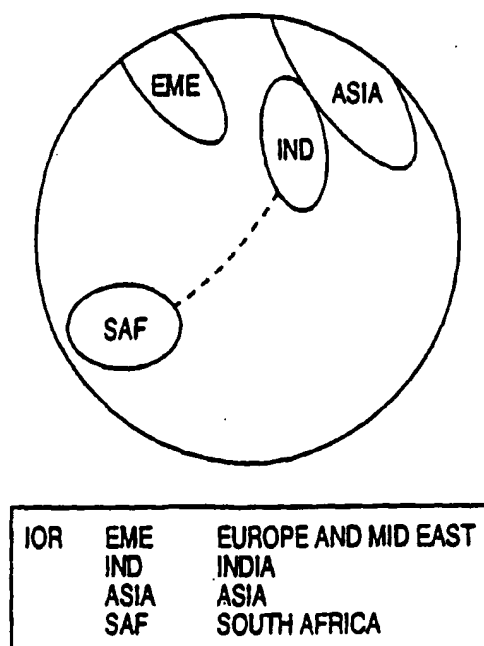 EME
ASIA
IND
SAF
IOR EME EUROPE AND MID EAST
IND INDIA
ASIA ASIA
SAF SOUTH AFRICA